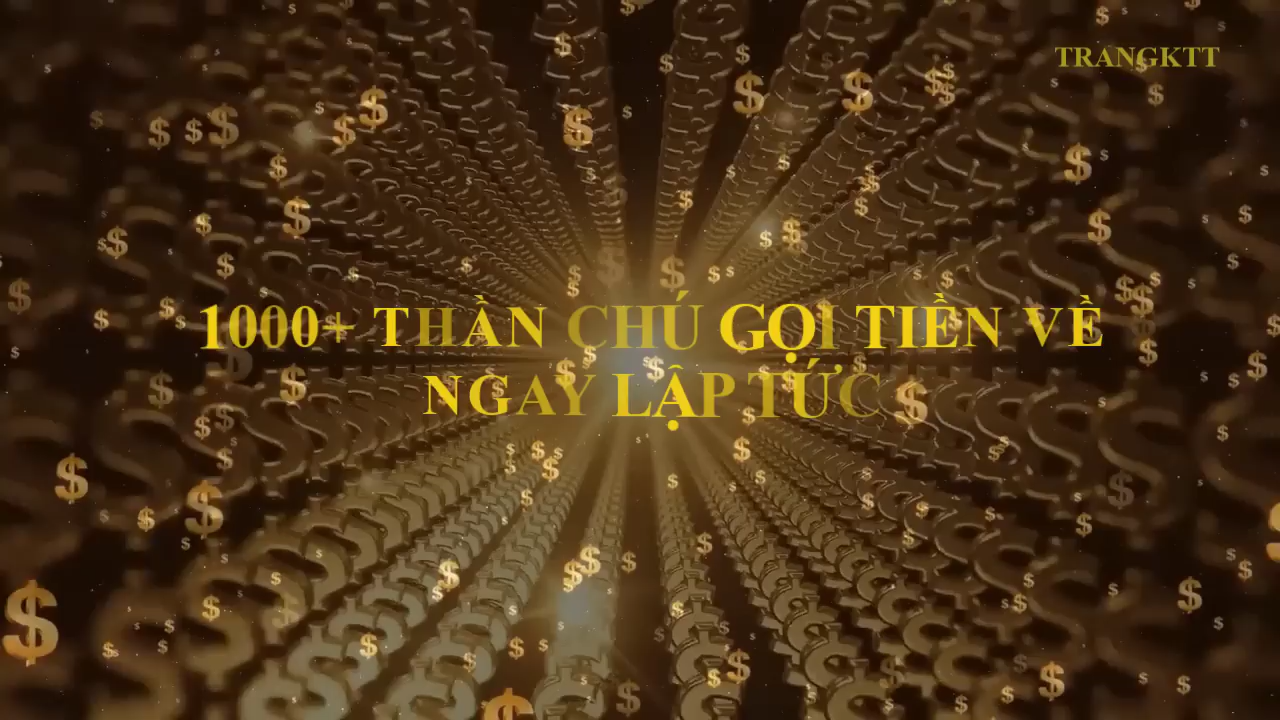 TRANGKTT
1000+ THẦN CHÚ GỌI TIỀN VỀ
NGAY LẬP TỨC